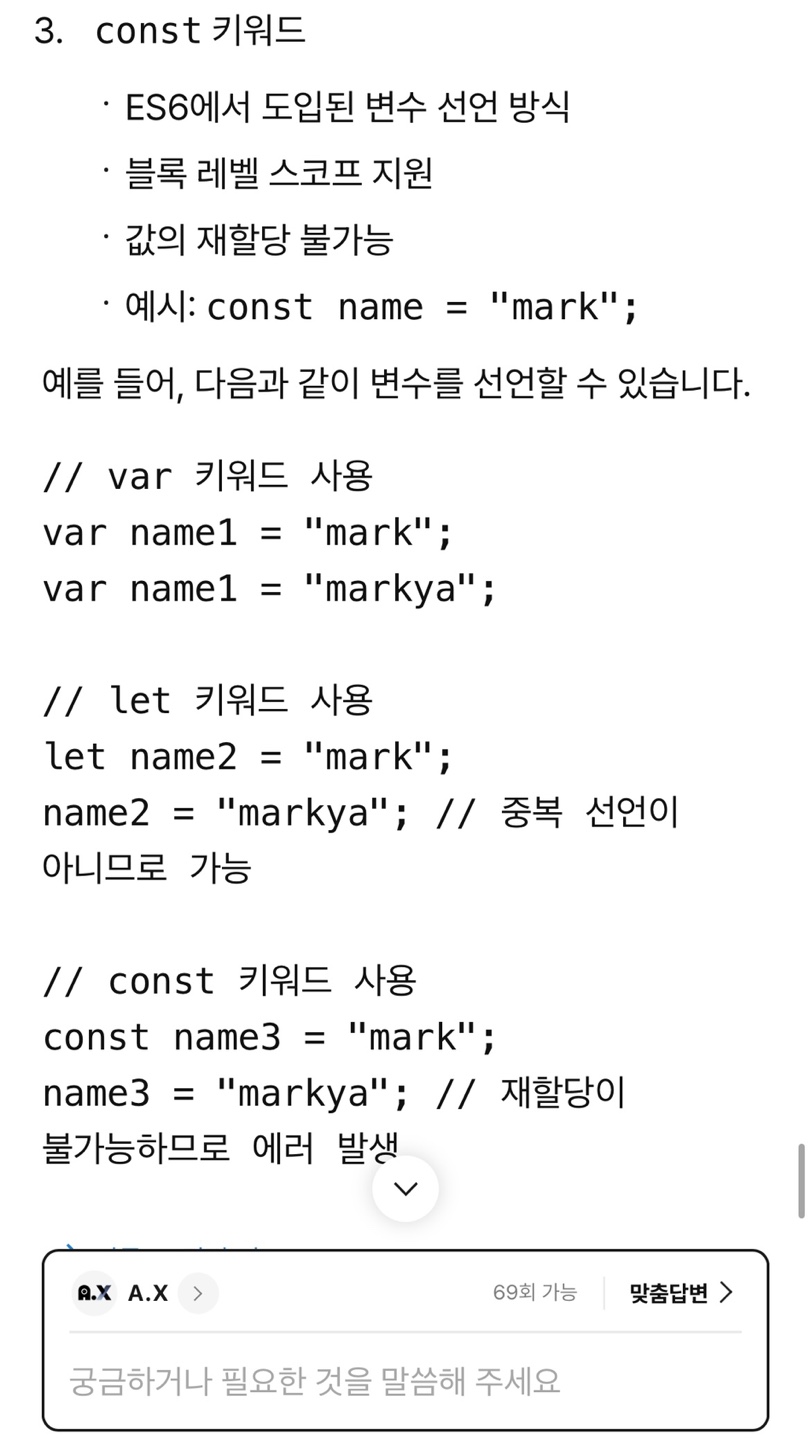 3. const 키워드
· ES6에서 도입된 변수 선언 방식
· 블록 레벨 스코프 지원
· 값의 재할당 불가능
· 예시: const name = "mark";
예를 들어, 다음과 같이 변수를 선언할 수 있습니다.
// var 키워드 사용
var name1 = "mark";
var name1 = "markya";
// let 키워드 사용
let name2 = "mark";
name2 = "markya"; // 중복 선언이
아니므로 가능
// const 키워드 사용
const name3 = "mark";
name3 = "markya"; // 재할당이
불가능하므로 에러 발생
A.X A.X 69회 가능 맞춤답변
궁금하거나 필요한 것을 말씀해 주세요